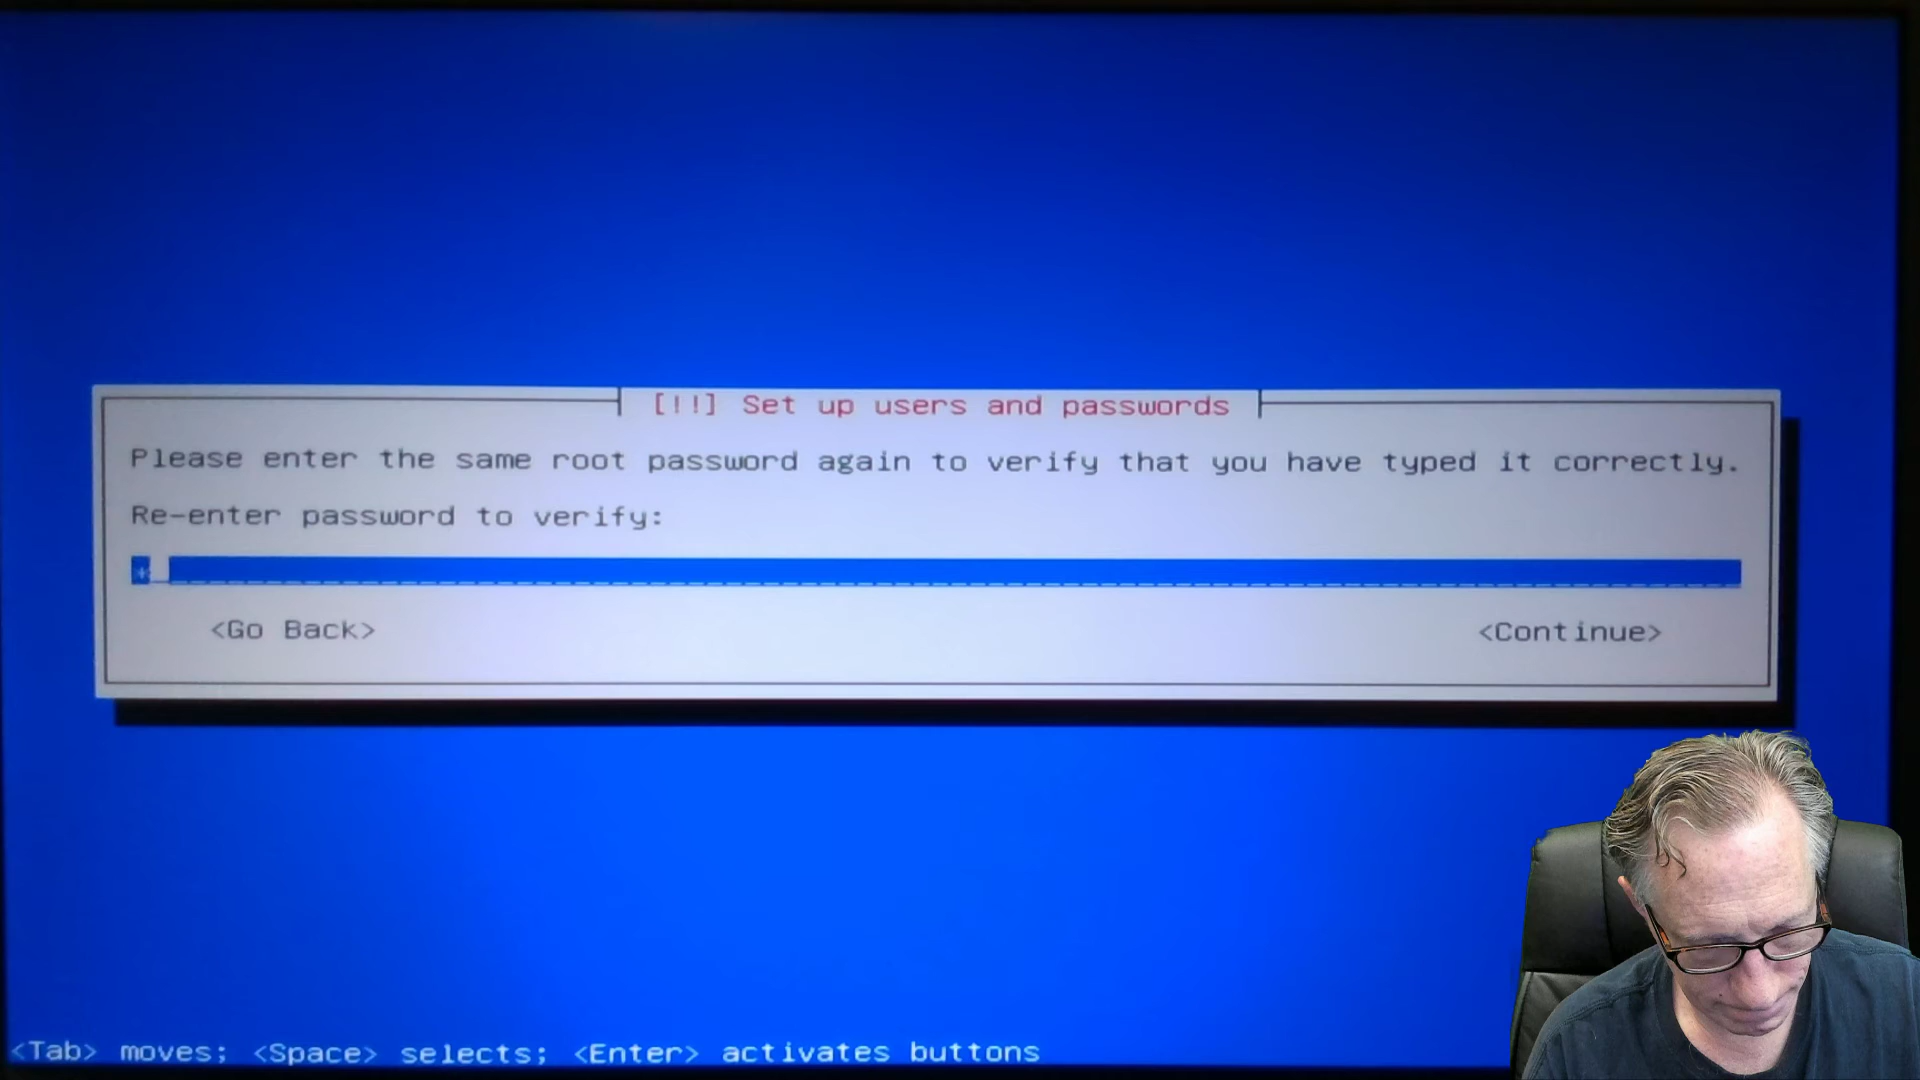 [!!] Set up users and passwords
Please enter the same root password again to verify that you have typed it correctly.
Re-enter password to verify:
*
<Go Back>
<Continue>
<Tab> moves; <Space> selects; <Enter> activates buttons